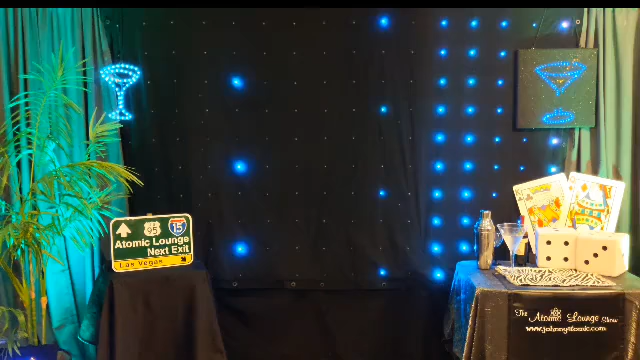 95
15
Atomic Lounge
Next Exit
Las Vegas
The Atomic Lounge Show
www.johnnyatomic.com